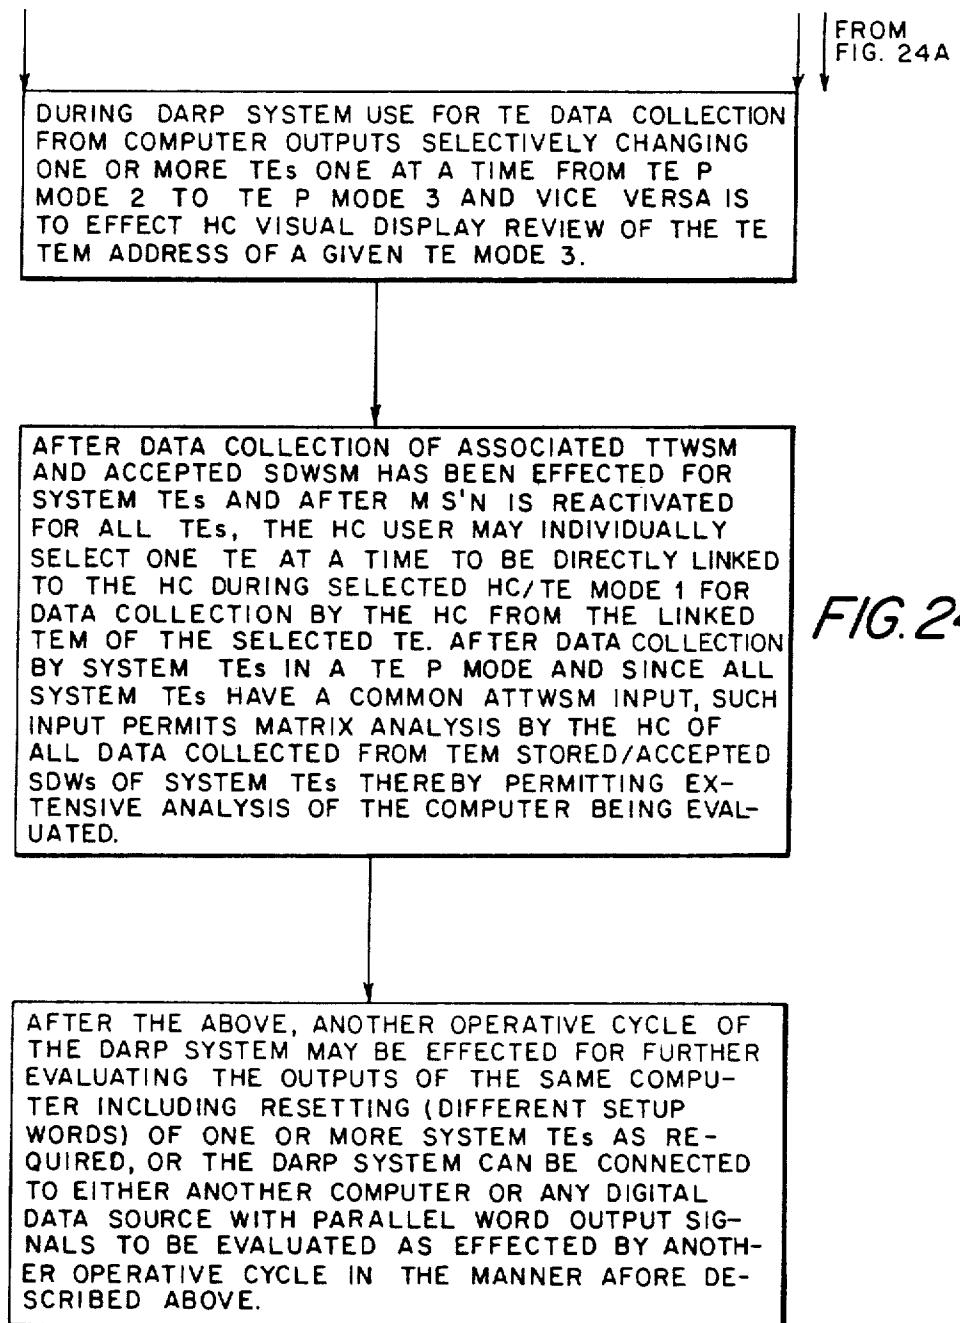 FROM
FIG. 24A
DURING DARP SYSTEM USE FOR TE DATA COLLECTION
FROM COMPUTER OUTPUTS SELECTIVELY CHANGING
ONE OR MORE TEs ONE AT A TIME FROM TE P
MODE 2 TO TE P MODE 3 AND VICE VERSA IS
TO EFFECT HC VISUAL DISPLAY REVIEW OF THE TE
TEM ADDRESS OF A GIVEN TE MODE 3.
AFTER DATA COLLECTION OF ASSOCIATED TTWSM
AND ACCEPTED SDWSM HAS BEEN EFFECTED FOR
SYSTEM TEs AND AFTER M S'N IS REACTIVATED
FOR ALL TEs, THE HC USER MAY INDIVIDUALLY
SELECT ONE TE AT A TIME TO BE DIRECTLY LINKED
TO THE HC DURING SELECTED HC/TE MODE 1 FOR
DATA COLLECTION BY THE HC FROM THE LINKED
TEM OF THE SELECTED TE. AFTER DATA COLLECTION
BY SYSTEM TEs IN A TE P MODE AND SINCE ALL
SYSTEM TEs HAVE A COMMON ATTWSM INPUT, SUCH
INPUT PERMITS MATRIX ANALYSIS BY THE HC OF
ALL DATA COLLECTED FROM TEM STORED/ACCEPTED
SDWs OF SYSTEM TEs THEREBY PERMITTING EX-
TENSIVE ANALYSIS OF THE COMPUTER BEING EVAL-
UATED.
FIG. 24
AFTER THE ABOVE, ANOTHER OPERATIVE CYCLE OF
THE DARP SYSTEM MAY BE EFFECTED FOR FURTHER
EVALUATING THE OUTPUTS OF THE SAME COMPU-
TER INCLUDING RESETTING (DIFFERENT SETUP
WORDS) OF ONE OR MORE SYSTEM TEs AS RE-
QUIRED, OR THE DARP SYSTEM CAN BE CONNECTED
TO EITHER ANOTHER COMPUTER OR ANY DIGITAL
DATA SOURCE WITH PARALLEL WORD OUTPUT SIG-
NALS TO BE EVALUATED AS EFFECTED BY ANOTH-
ER OPERATIVE CYCLE IN THE MANNER AFORE DE-
SCRIBED ABOVE.